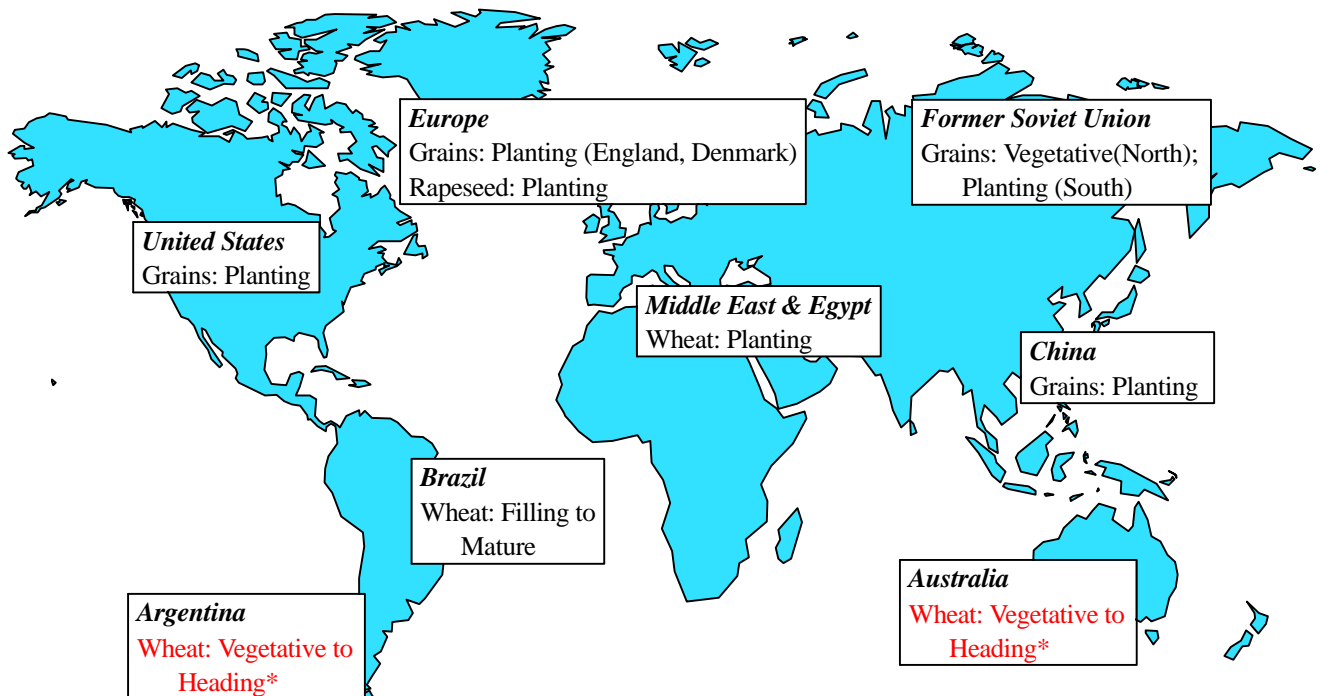 Europe
Grains: Planting (England, Denmark)
Rapeseed: Planting
Former Soviet Union
Grains: Vegetative(North);
Planting (South)
United States
Grains: Planting
Middle East & Egypt
Wheat: Planting
China
Grains: Planting
Brazil
Wheat: Filling to
Mature
Australia
Wheat: Vegetative to
Heading*
Argentina
Wheat: Vegetative to
Heading*